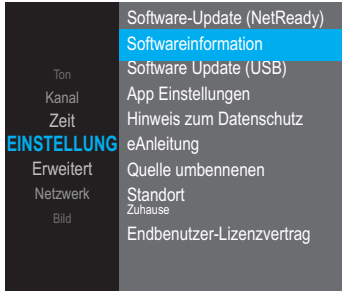 Ton
Kanal
Zeit
EINSTELLUNG
Erweitert
Netzwerk
Bild
Software-Update (NetReady)
Softwareinformation
Software Update (USB)
App Einstellungen
Hinweis zum Datenschutz
eAnleitung
Quelle umbennenen
Standort
Zuhause
Endbenutzer-Lizenzvertrag